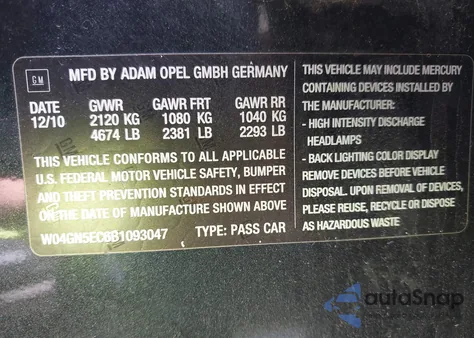 GM
MFD BY ADAM OPEL GMBH GERMANY
DATE GVWR GAWR FRT GAWR RR
12/10 2120 KG 1080 KG 1040 KG
4674 LB 2381 LB 2293 LB
THIS VEHICLE CONFORMS TO ALL APPLICABLE
U.S. FEDERAL MOTOR VEHICLE SAFETY, BUMPER
AND THEFT PREVENTION STANDARDS IN EFFECT
ON THE DATE OF MANUFACTURE SHOWN ABOVE
W04GN5EC6B1093047 TYPE: PASS CAR
THIS VEHICLE MAY INCLUDE MERCURY
CONTAINING DEVICES INSTALLED BY
THE MANUFACTURER:
- HIGH INTENSITY DISCHARGE
HEADLAMPS
- BACK LIGHTING COLOR DISPLAY
REMOVE DEVICES BEFORE VEHICLE
DISPOSAL. UPON REMOVAL OF DEVICES,
PLEASE REUSE, RECYCLE OR DISPOSE
AS HAZARDOUS WASTE
autoSnap